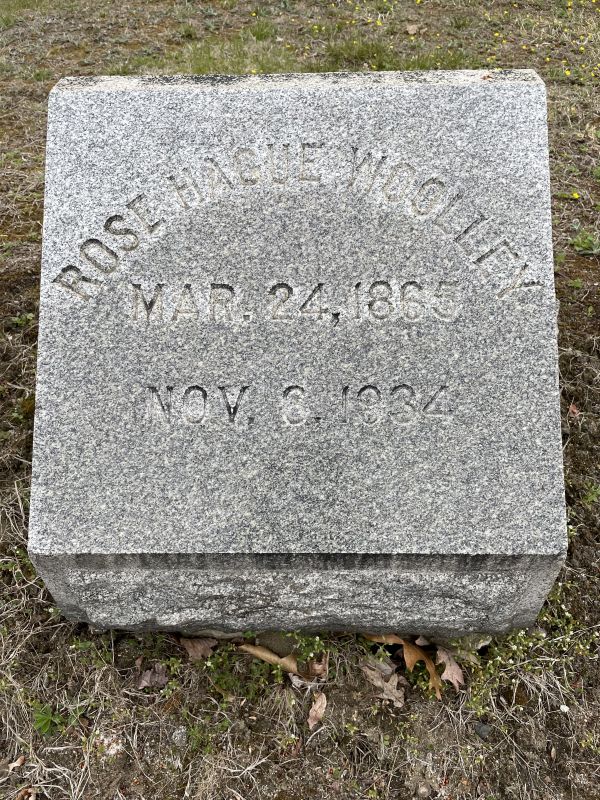 ROSE HAGUE WOOLLEY
MAR. 24, 1865
NOV. 8. 1934